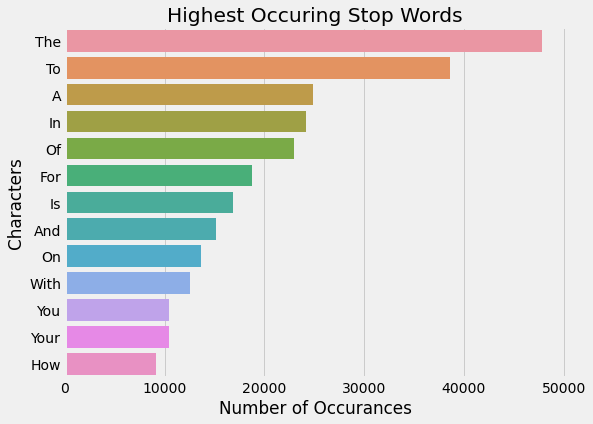 Highest Occuring Stop Words
Characters
The
To
A
In
Of
For
Is
And
On
With
You
Your
How
0 10000 20000 30000 40000 50000
Number of Occurances